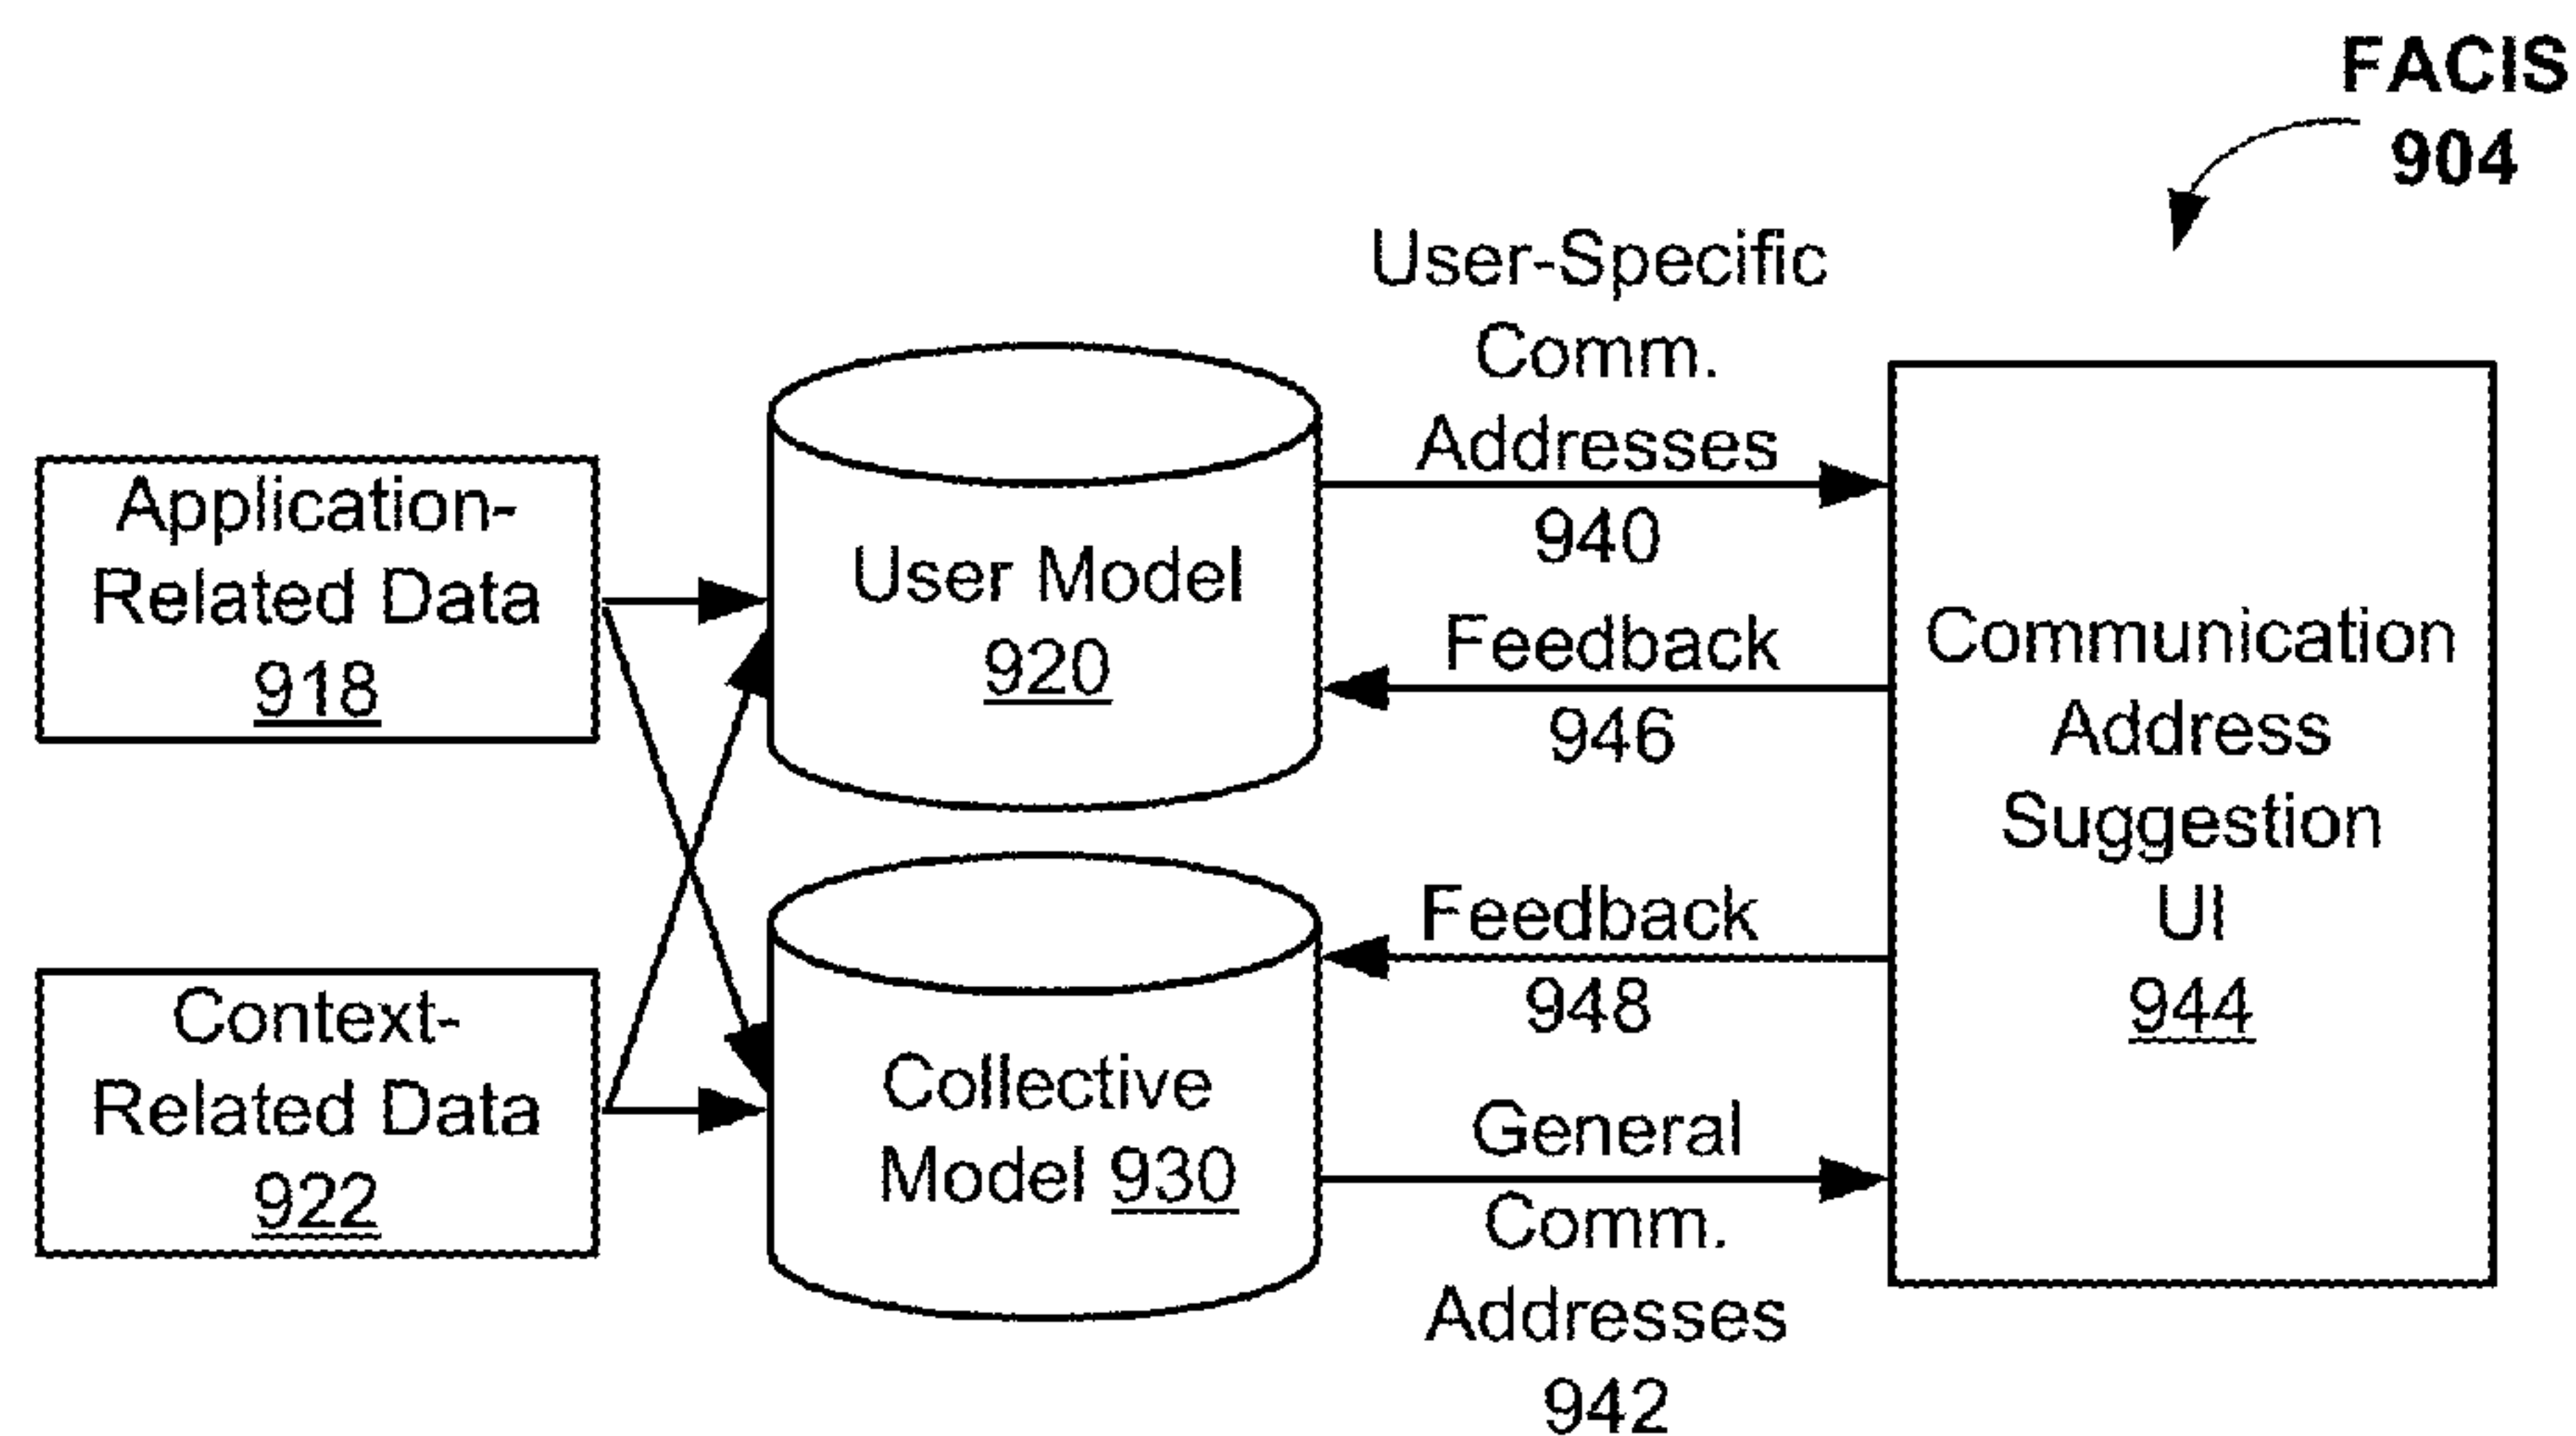 FACIS
904
Application-
Related Data
918
Context-
Related Data
922
User Model
920
Collective
Model 930
User-Specific
Comm.
Addresses
940
Feedback
946
Feedback
948
General
Comm.
Addresses
942
Communication
Address
Suggestion
UI
944